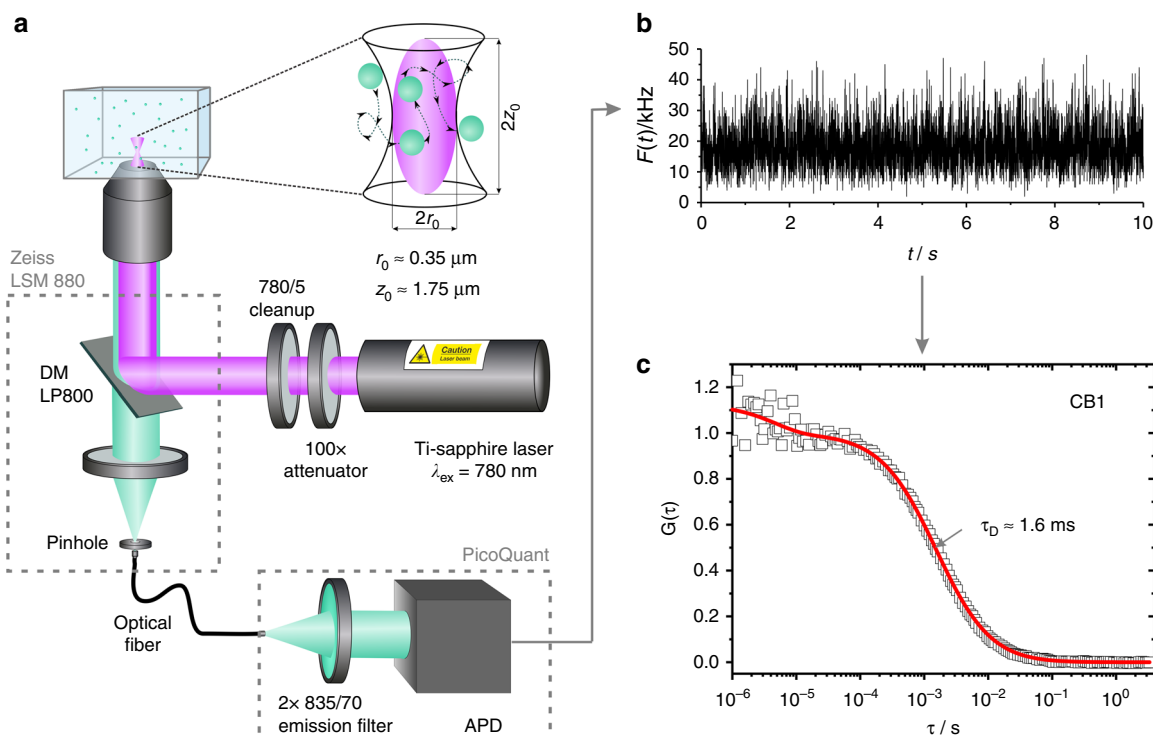 a
2z₀
2r₀
r₀ ≈ 0.35 μm
z₀ ≈ 1.75 μm
Zeiss
LSM 880
780/5
cleanup
DM
LP800
Caution
Laser beam
100×
attenuator
Ti-sapphire laser
λex = 780 nm
Pinhole
PicoQuant
Optical
fiber
2× 835/70
emission filter
APD
b
F(t)/kHz
50
40
30
20
10
0
0 2 4 6 8 10
t / s
c
CB1
G(τ)
1.2
1.0
0.8
0.6
0.4
0.2
0.0
τD ≈ 1.6 ms
10⁻⁶ 10⁻⁵ 10⁻⁴ 10⁻³ 10⁻² 10⁻¹ 10⁰
τ / s